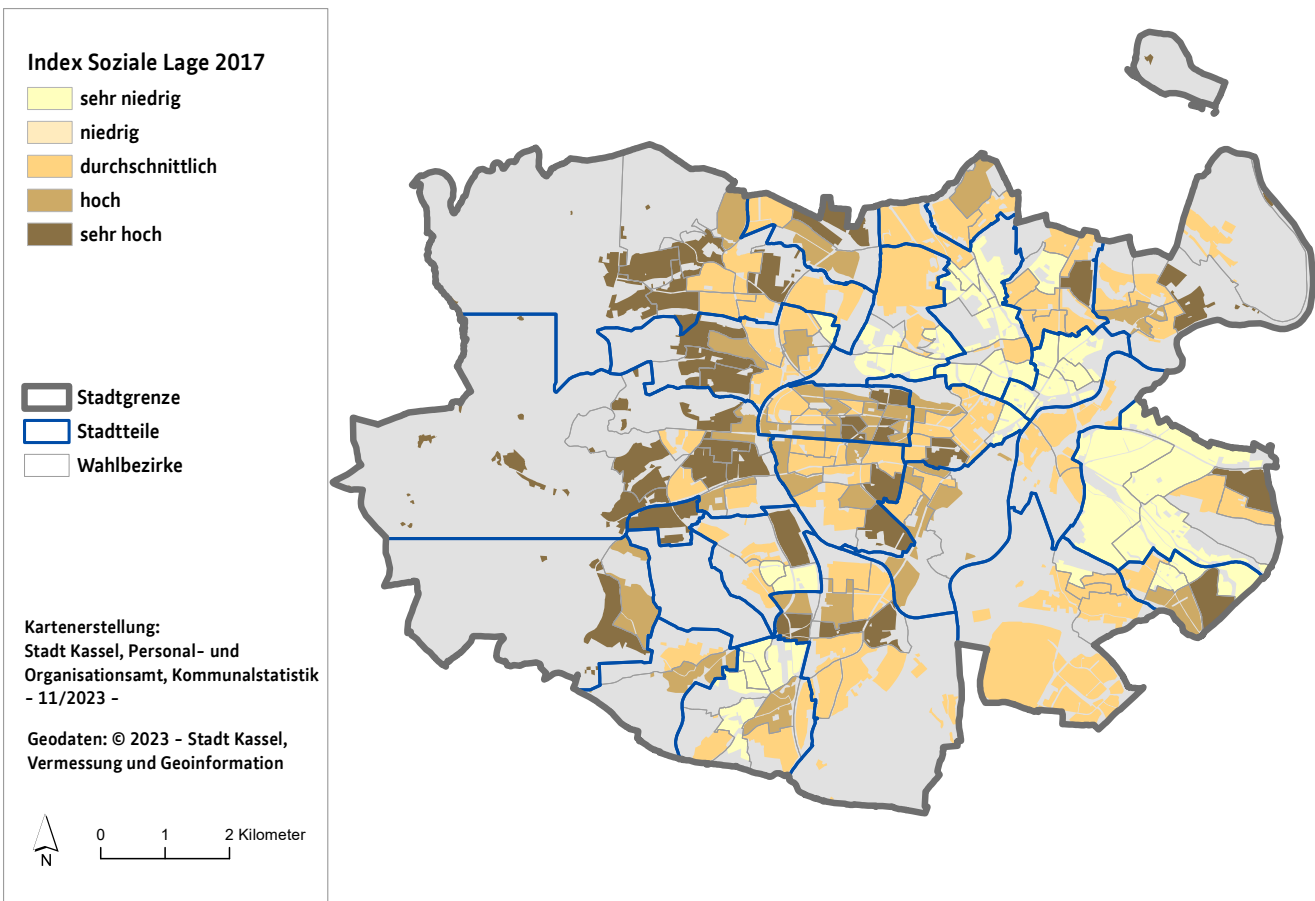 Index Soziale Lage 2017
sehr niedrig
niedrig
durchschnittlich
hoch
sehr hoch
Stadtgrenze
Stadtteile
Wahlbezirke
Kartenerstellung:
Stadt Kassel, Personal- und
Organisationsamt, Kommunalstatistik
- 11/2023 -
Geodaten: © 2023 - Stadt Kassel,
Vermessung und Geoinformation
N
0 1 2 Kilometer